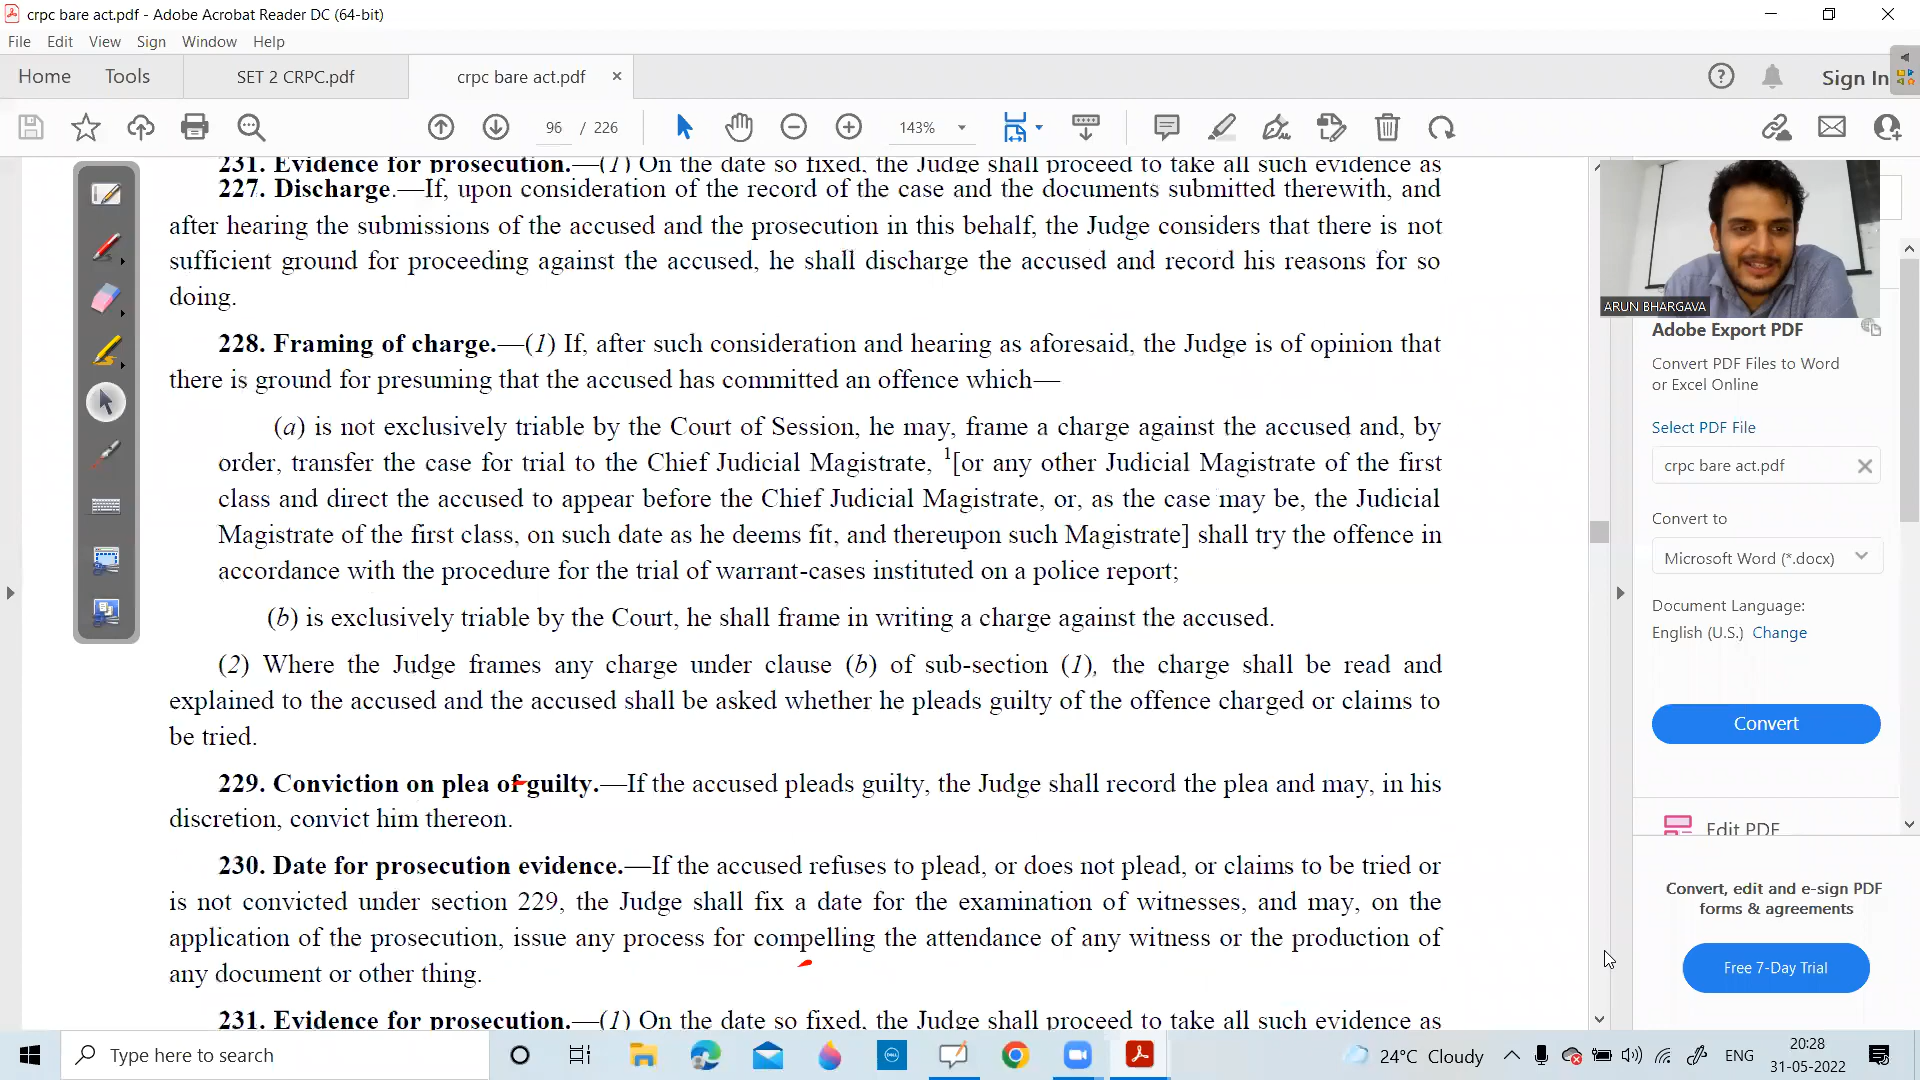 crpc bare act.pdf - Adobe Acrobat Reader DC (64-bit)
File Edit View Sign Window Help
Home Tools SET 2 CRPC.pdf crpc bare act.pdf × Sign In
96 / 226 143%
231. Evidence for prosecution.—(1) On the date so fixed, the Judge shall proceed to take all such evidence as
227. Discharge.—If, upon consideration of the record of the case and the documents submitted therewith, and
after hearing the submissions of the accused and the prosecution in this behalf, the Judge considers that there is not
sufficient ground for proceeding against the accused, he shall discharge the accused and record his reasons for so
doing.
228. Framing of charge.—(1) If, after such consideration and hearing as aforesaid, the Judge is of opinion that
there is ground for presuming that the accused has committed an offence which—
(a) is not exclusively triable by the Court of Session, he may, frame a charge against the accused and, by
order, transfer the case for trial to the Chief Judicial Magistrate, 1[or any other Judicial Magistrate of the first
class and direct the accused to appear before the Chief Judicial Magistrate, or, as the case may be, the Judicial
Magistrate of the first class, on such date as he deems fit, and thereupon such Magistrate] shall try the offence in
accordance with the procedure for the trial of warrant-cases instituted on a police report;
(b) is exclusively triable by the Court, he shall frame in writing a charge against the accused.
(2) Where the Judge frames any charge under clause (b) of sub-section (1), the charge shall be read and
explained to the accused and the accused shall be asked whether he pleads guilty of the offence charged or claims to
be tried.
229. Conviction on plea of guilty.—If the accused pleads guilty, the Judge shall record the plea and may, in his
discretion, convict him thereon.
230. Date for prosecution evidence.—If the accused refuses to plead, or does not plead, or claims to be tried or
is not convicted under section 229, the Judge shall fix a date for the examination of witnesses, and may, on the
application of the prosecution, issue any process for compelling the attendance of any witness or the production of
any document or other thing.
231. Evidence for prosecution.—(1) On the date so fixed, the Judge shall proceed to take all such evidence as
ARUN BHARGAVA
Adobe Export PDF
Convert PDF Files to Word
or Excel Online
Select PDF File
crpc bare act.pdf
Convert to
Microsoft Word (*.docx)
Document Language:
English (U.S.) Change
Convert
Edit PDF
Convert, edit and e-sign PDF
forms & agreements
Free 7-Day Trial
Type here to search
24°C Cloudy
ENG
20:28
31-05-2022